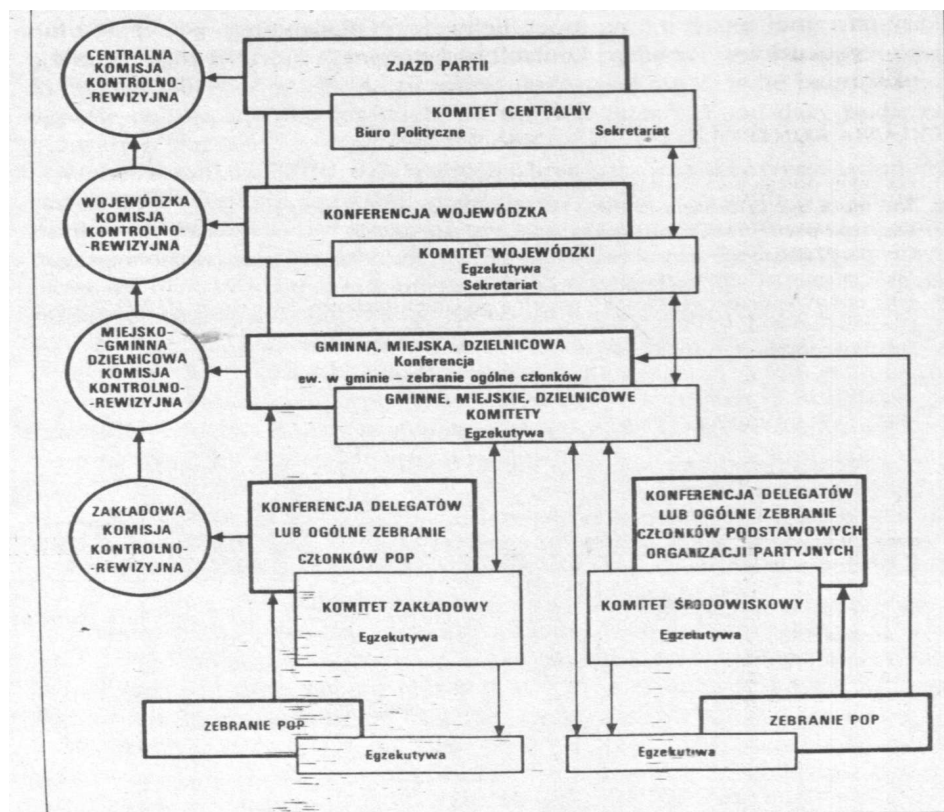 CENTRALNA
KOMISJA
KONTROLNO-
-REWIZYJNA
ZJAZD PARTII
KOMITET CENTRALNY
Biuro Polityczne
Sekretariat
WOJEWÓDZKA
KOMISJA
KONTROLNO-
-REWIZYJNA
KONFERENCJA WOJEWÓDZKA
KOMITET WOJEWÓDZKI
Egzekutywa
Sekretariat
MIEJSKO-
-GMINNA
DZIELNICOWA
KOMISJA
KONTROLNO-
-REWIZYJNA
GMINNA, MIEJSKA, DZIELNICOWA
Konferencja
ew. w gminie – zebranie ogólne członków
GMINNE, MIEJSKIE, DZIELNICOWE
KOMITETY
Egzekutywa
ZAKŁADOWA
KOMISJA
KONTROLNO-
-REWIZYJNA
KONFERENCJA DELEGATÓW
LUB OGÓLNE ZEBRANIE
CZŁONKÓW POP
KONFERENCJA DELEGATÓW
LUB OGÓLNE ZEBRANIE
CZŁONKÓW PODSTAWOWYCH
ORGANIZACJI PARTYJNYCH
KOMITET ZAKŁADOWY
Egzekutywa
KOMITET ŚRODOWISKOWY
Egzekutywa
ZEBRANIE POP
Egzekutywa
ZEBRANIE POP
Egzekutywa